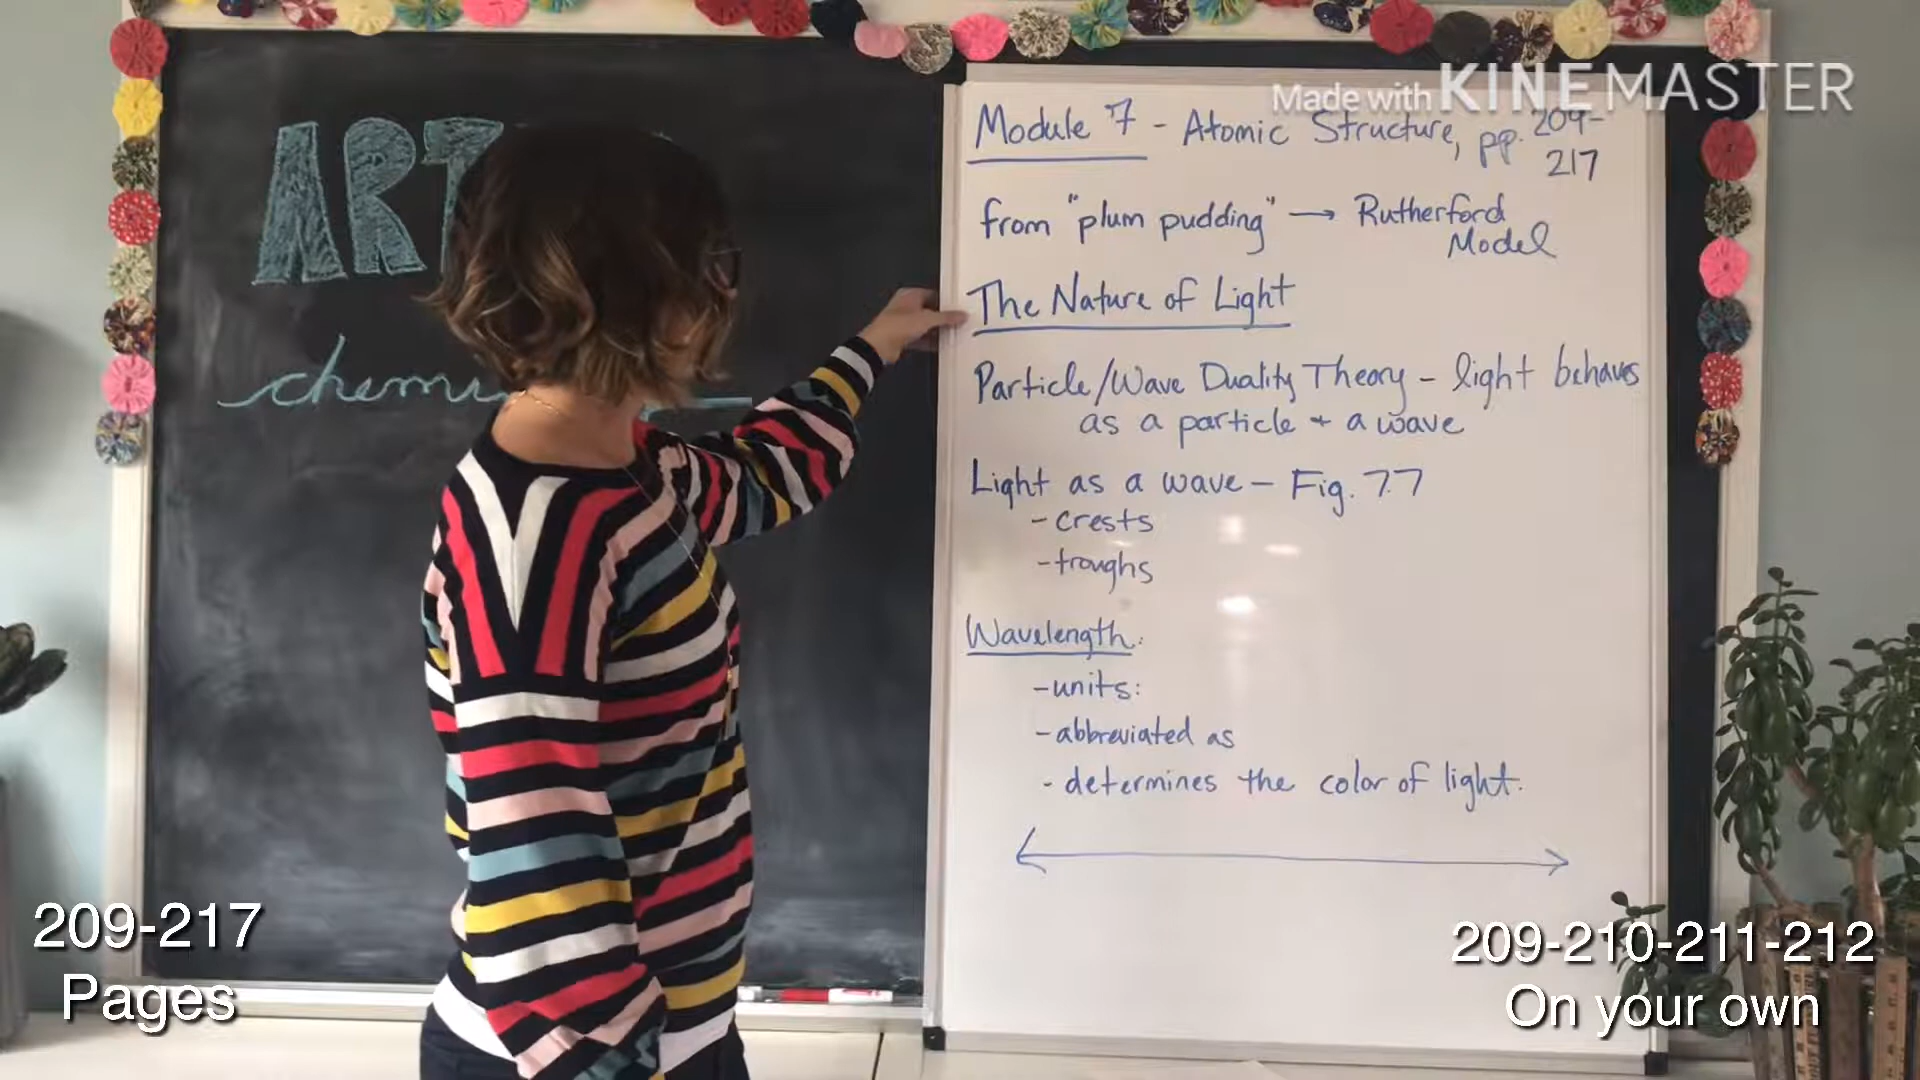 Made with KINEMASTER
ART
chemi
Module 7 - Atomic Structure, pp. 209-
217
from "plum pudding" → Rutherford
Model
The Nature of Light
Particle/Wave Duality Theory - light behaves
as a particle + a wave
Light as a wave - Fig. 7.7
- crests
- troughs
Wavelength:
- units:
- abbreviated as
- determines the color of light.
209-217
Pages
209-210-211-212
On your own